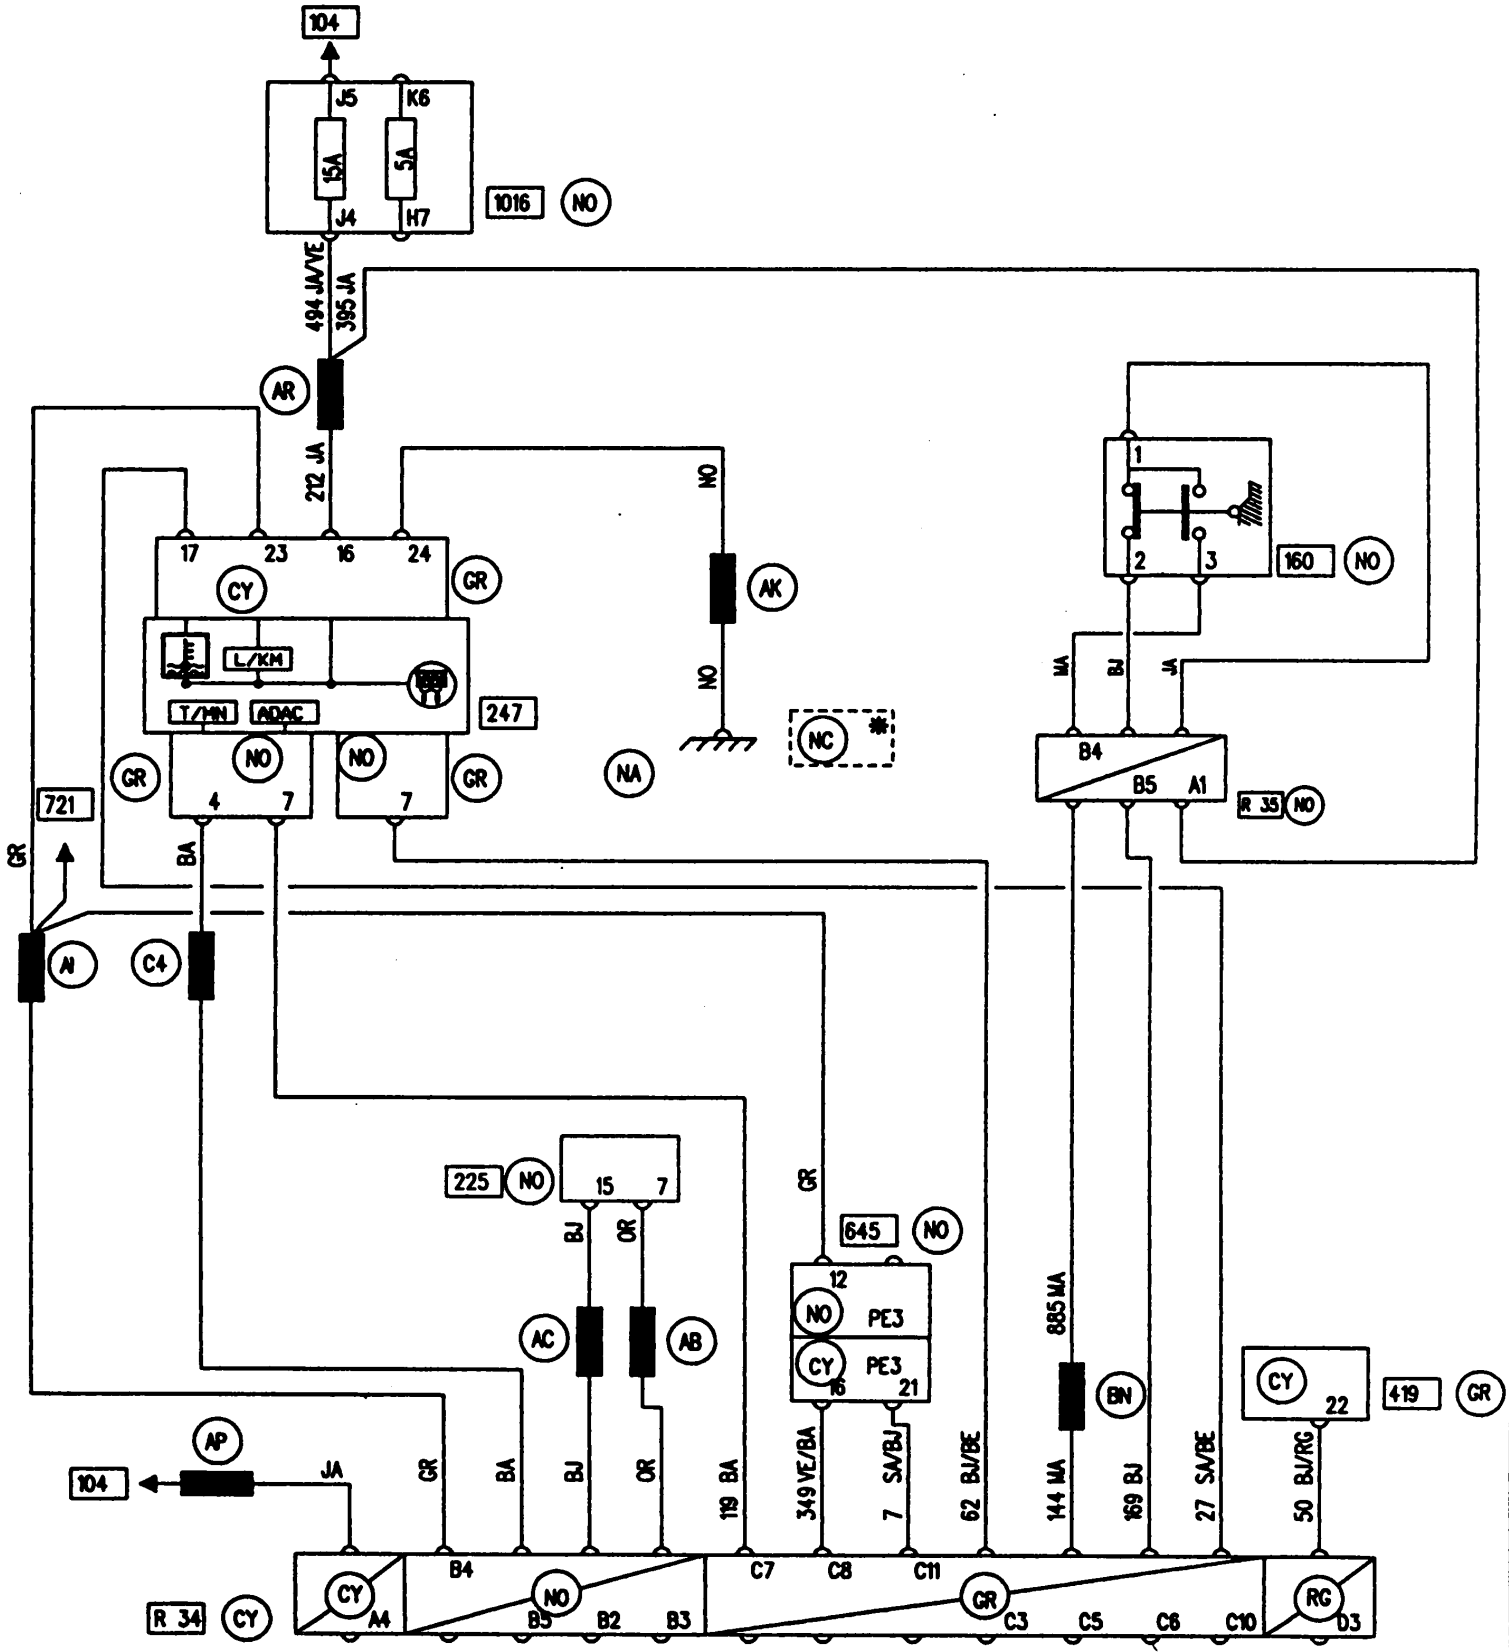 104
J5
K6
15A
5A
J4
H7
1016
NO
494 JA/VE
395 JA
AR
212 JA
NO
1
2
3
160
NO
17
23
16
24
CY
GR
AK
NO
L/KM
T/MN
ADAC
247
MA
BJ
JA
NC
*
NA
B4
B5
A1
R 35
NO
GR
NO
NO
GR
4
7
7
721
GR
BA
C4
225
NO
15
7
BJ
OR
AC
AB
GR
645
NO
12
NO
PE3
CY
PE3
16
21
885 MA
BN
CY
22
419
GR
AP
104
JA
GR
BA
BJ
OR
119 BA
349 VE/BA
7 SA/BJ
62 BJ/BE
144 MA
169 BJ
27 SA/BE
50 BJ/RG
R 34
CY
CY
A4
B4
NO
B5
B2
B3
C7
C8
C11
GR
C3
C5
C6
C10
RG
D3